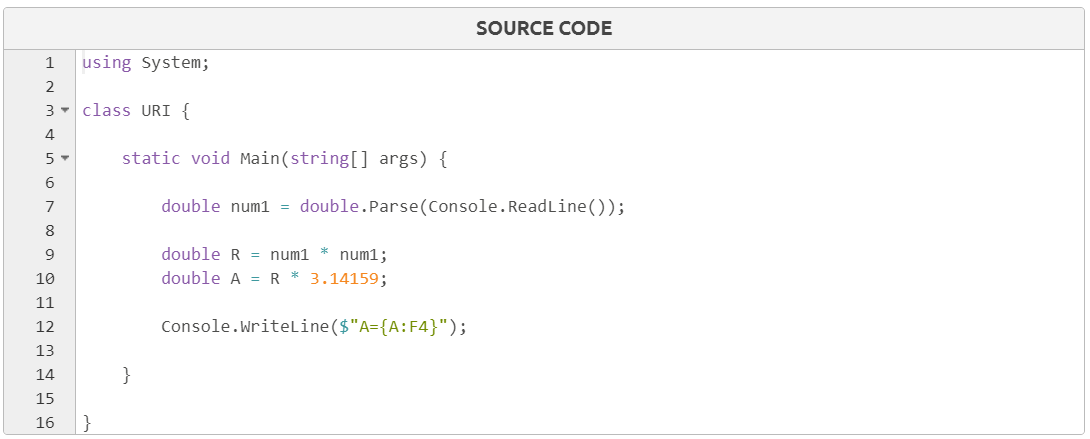 SOURCE CODE
1 using System;
2
3 class URI {
4
5     static void Main(string[] args) {
6
7         double num1 = double.Parse(Console.ReadLine());
8
9         double R = num1 * num1;
10         double A = R * 3.14159;
11
12         Console.WriteLine($"A={A:F4}");
13
14     }
15
16 }